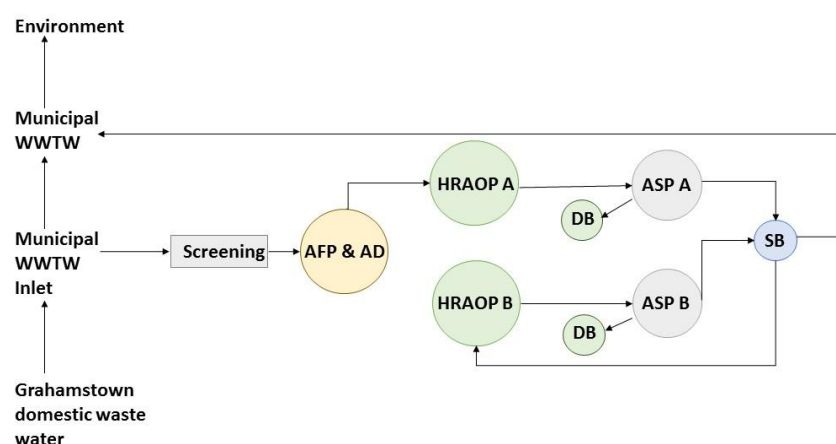 Environment
Municipal
WWTW
HRAOP A
ASP A
DB
Municipal
WWTW
Inlet
Screening
AFP & AD
SB
HRAOP B
ASP B
DB
Grahamstown
domestic waste
water